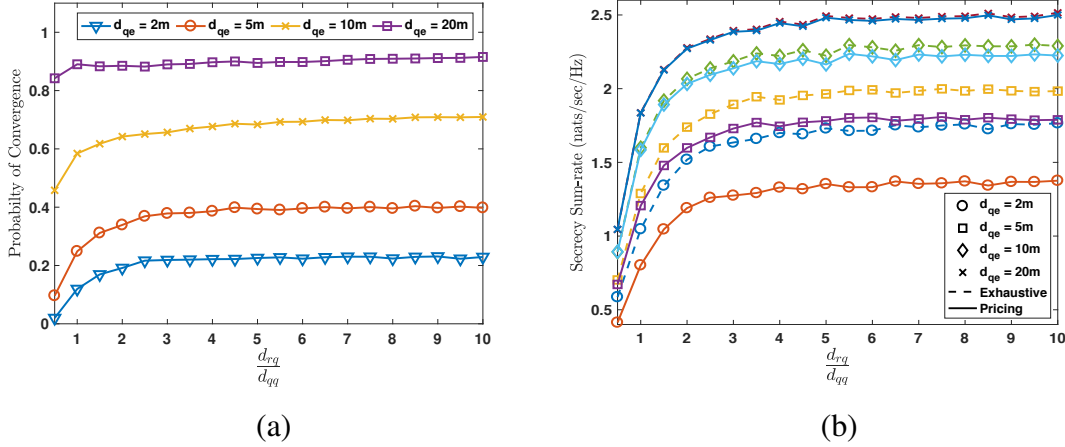 d_qe = 2m d_qe = 5m d_qe = 10m d_qe = 20m
Probability of Convergence
1
0.8
0.6
0.4
0.2
0
1 2 3 4 5 6 7 8 9 10
d_rq
d_qq
(a)
Secrecy Sum-rate (nats/sec/Hz)
2.5
2
1.5
1
0.5
d_qe = 2m
d_qe = 5m
d_qe = 10m
d_qe = 20m
Exhaustive
Pricing
1 2 3 4 5 6 7 8 9 10
d_rq
d_qq
(b)